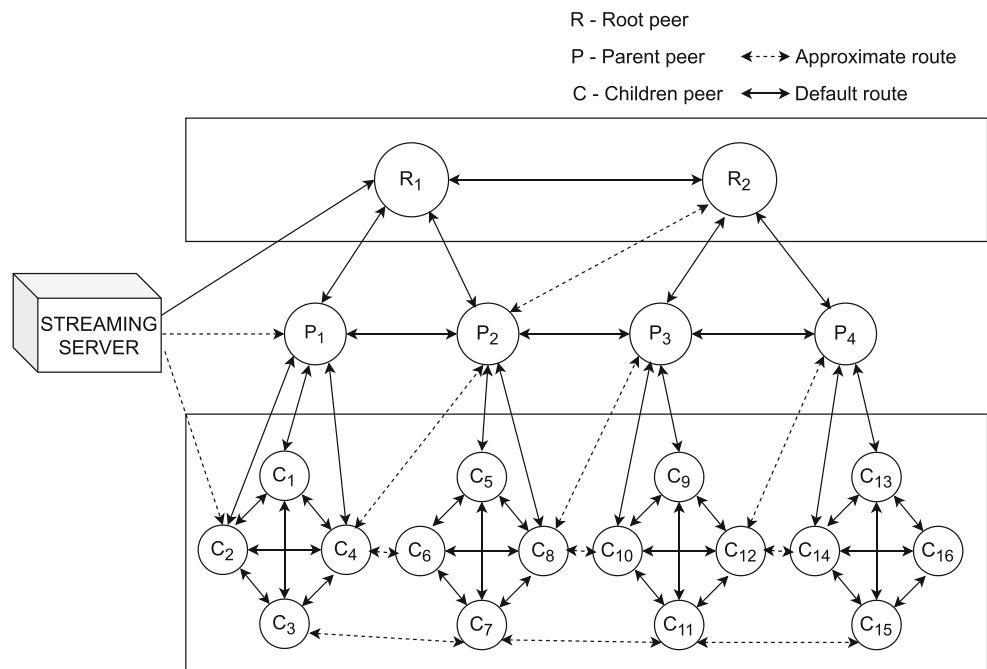 R - Root peer
P - Parent peer
Approximate route
C - Children peer
Default route
R1
R2
STREAMING
SERVER
P1
P2
P3
P4
C1
C5
C9
C13
C2
C4
C6
C8
C10
C12
C14
C16
C3
C7
C11
C15